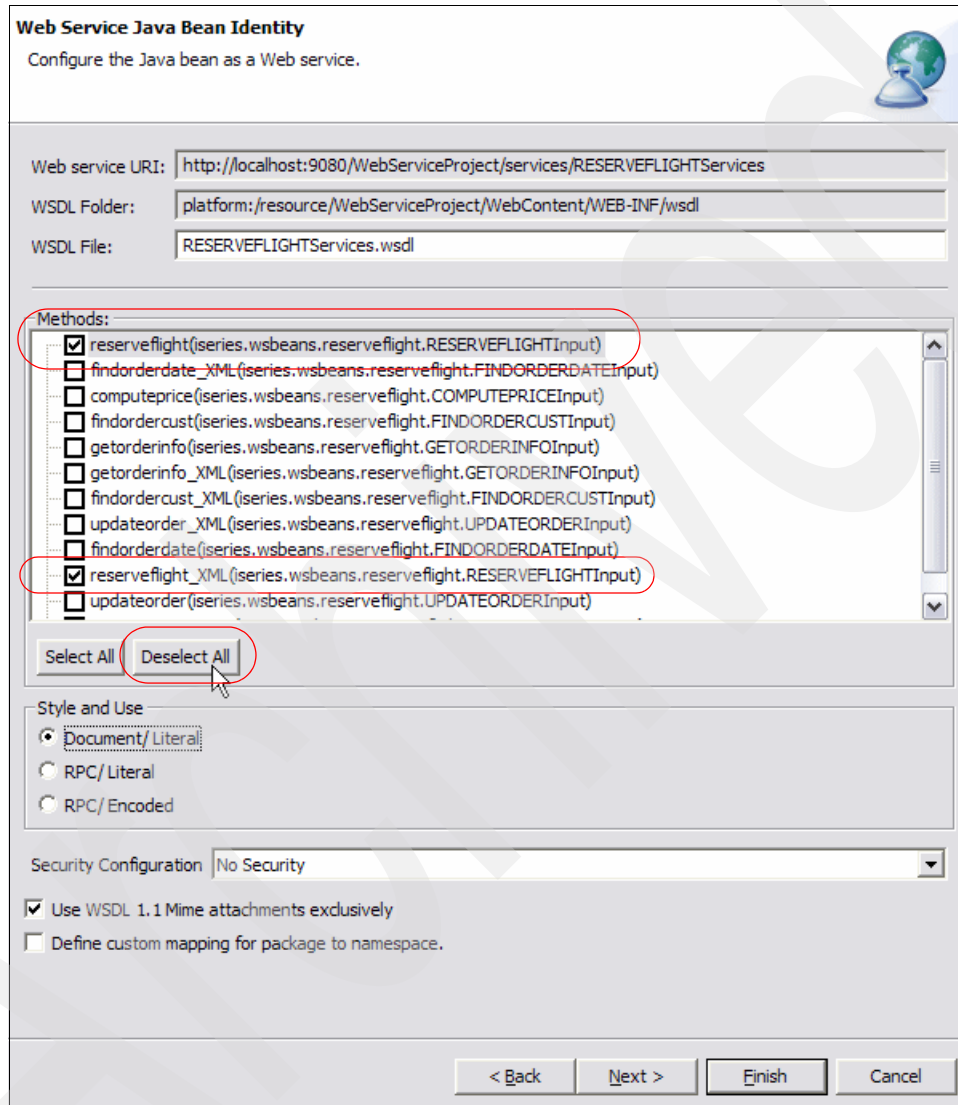 Web Service Java Bean Identity
Configure the Java bean as a Web service.
Web service URI: http://localhost:9080/WebServiceProject/services/RESERVEFLIGHTServices
WSDL Folder: platform:/resource/WebServiceProject/WebContent/WEB-INF/wsdl
WSDL File: RESERVEFLIGHTServices.wsdl
Methods:
reserveflight(iseries.wsbeans.reserveflight.RESERVEFLIGHTInput)
findorderdate_XML(iseries.wsbeans.reserveflight.FINDORDERDATEInput)
computeprice(iseries.wsbeans.reserveflight.COMPUTEPRICEInput)
findordercust(iseries.wsbeans.reserveflight.FINDORDERCUSTInput)
getorderinfo(iseries.wsbeans.reserveflight.GETORDERINFOInput)
getorderinfo_XML(iseries.wsbeans.reserveflight.GETORDERINFOInput)
findordercust_XML(iseries.wsbeans.reserveflight.FINDORDERCUSTInput)
updateorder_XML(iseries.wsbeans.reserveflight.UPDATEORDERInput)
findorderdate(iseries.wsbeans.reserveflight.FINDORDERDATEInput)
reserveflight_XML(iseries.wsbeans.reserveflight.RESERVEFLIGHTInput)
updateorder(iseries.wsbeans.reserveflight.UPDATEORDERInput)
Select All Deselect All
Style and Use
Document/ Literal
RPC/ Literal
RPC/ Encoded
Security Configuration No Security
Use WSDL 1.1 Mime attachments exclusively
Define custom mapping for package to namespace.
< Back Next > Finish Cancel